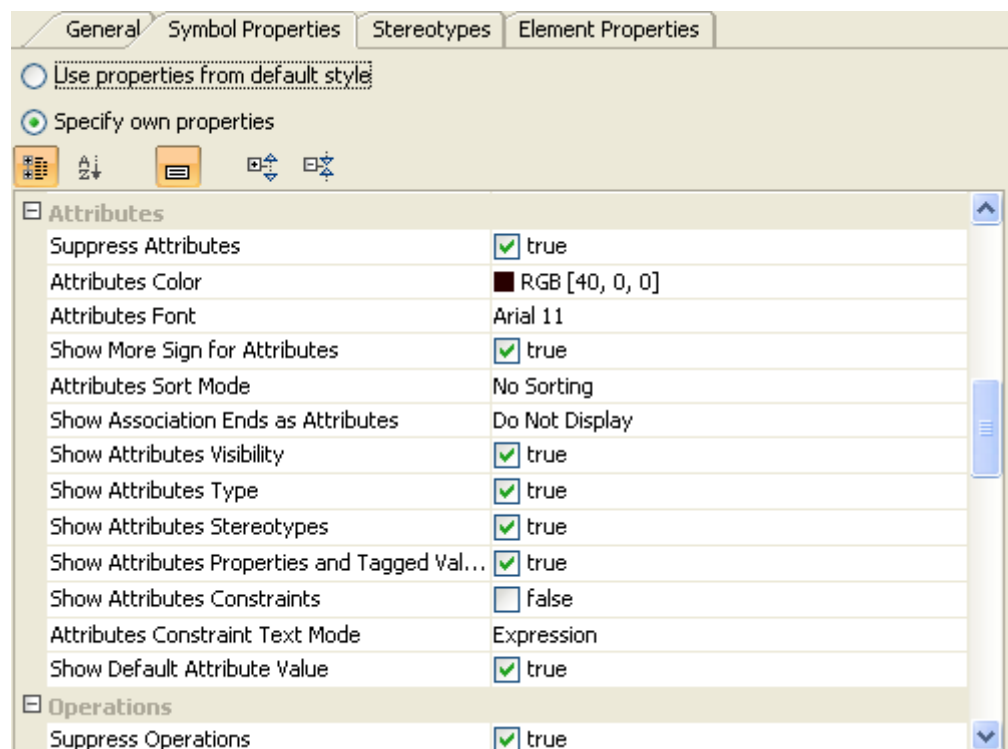 General Symbol Properties Stereotypes Element Properties
Use properties from default style
Specify own properties
Attributes
Suppress Attributes true
Attributes Color RGB [40, 0, 0]
Attributes Font Arial 11
Show More Sign for Attributes true
Attributes Sort Mode No Sorting
Show Association Ends as Attributes Do Not Display
Show Attributes Visibility true
Show Attributes Type true
Show Attributes Stereotypes true
Show Attributes Properties and Tagged Val... true
Show Attributes Constraints false
Attributes Constraint Text Mode Expression
Show Default Attribute Value true
Operations
Suppress Operations true